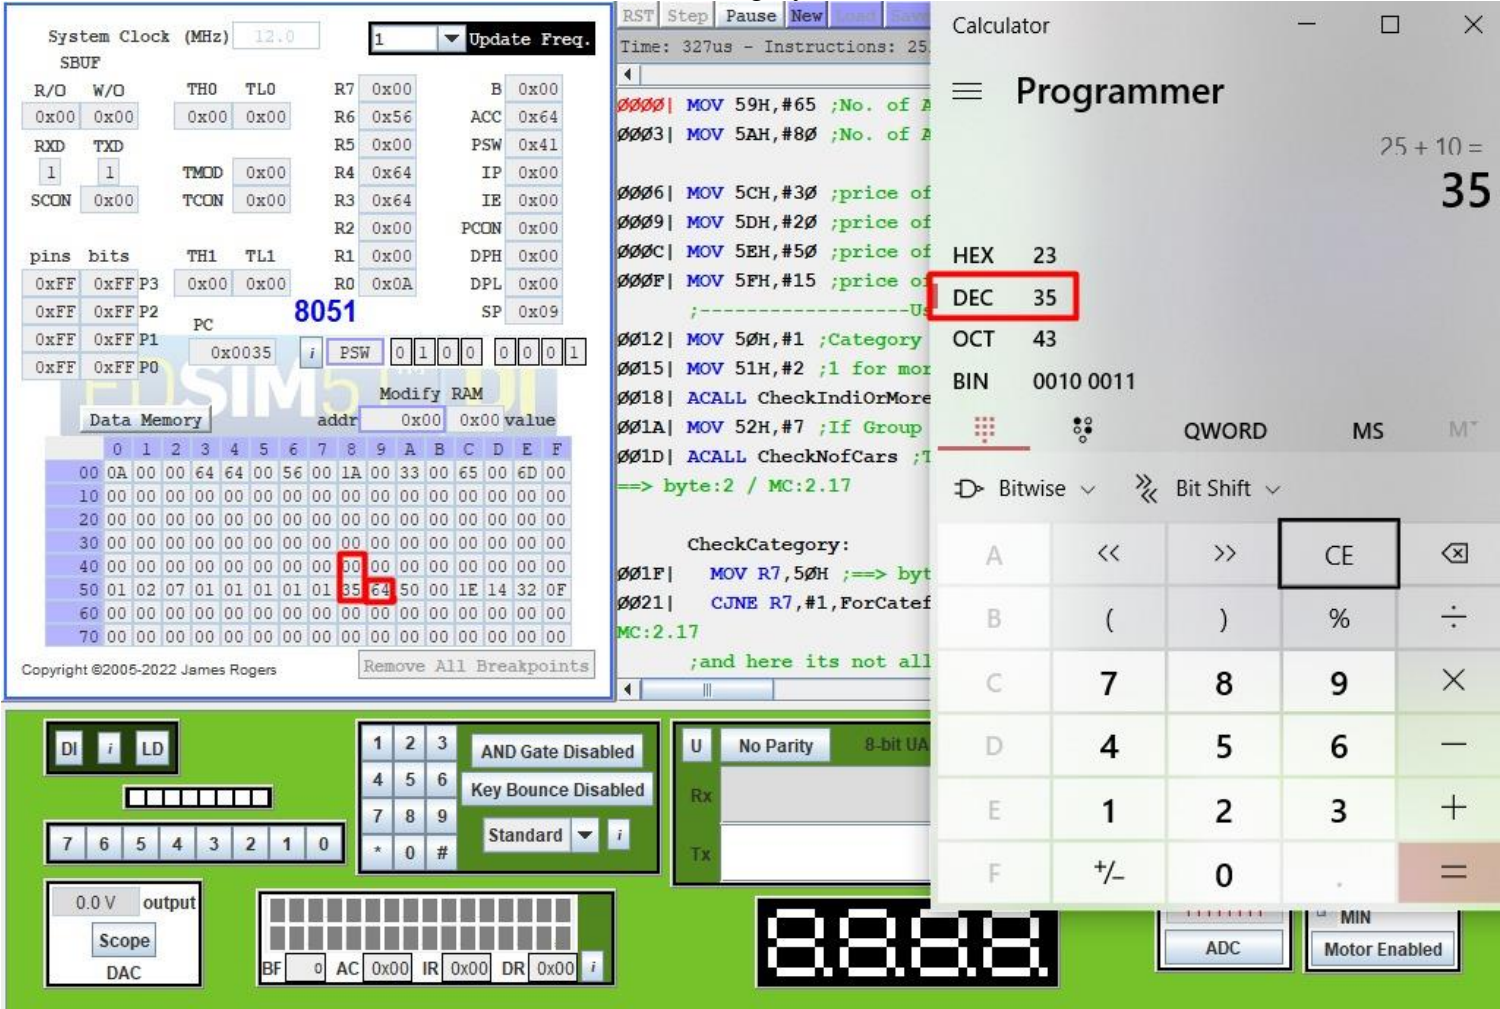 System Clock (MHz) 12.0 1 Update Freq.
SBUF
R/O W/O TH0 TL0 R7 0x00 B 0x00
0x00 0x00 0x00 0x00 R6 0x56 ACC 0x64
RXD TXD R5 0x00 PSW 0x41
1 1 TMOD 0x00 R4 0x64 IP 0x00
SCON 0x00 TCON 0x00 R3 0x64 IE 0x00
R2 0x00 PCON 0x00
pins bits TH1 TL1 R1 0x00 DPH 0x00
0xFF 0xFF P3 0x00 0x00 R0 0x0A DPL 0x00
0xFF 0xFF P2 8051 SP 0x09
PC
0xFF 0xFF P1 0x0035 i PSW 0 1 0 0 0 0 0 1
0xFF 0xFF P0
Modify RAM
Data Memory addr 0x00 0x00 value
0 1 2 3 4 5 6 7 8 9 A B C D E F
00 0A 00 00 64 64 00 56 00 1A 00 33 00 65 00 6D 00
10 00 00 00 00 00 00 00 00 00 00 00 00 00 00 00 00
20 00 00 00 00 00 00 00 00 00 00 00 00 00 00 00 00
30 00 00 00 00 00 00 00 00 00 00 00 00 00 00 00 00
40 00 00 00 00 00 00 00 00 00 00 00 00 00 00 00 00
50 01 02 07 01 01 01 01 01 35 64 50 00 1E 14 32 0F
60 00 00 00 00 00 00 00 00 00 00 00 00 00 00 00 00
70 00 00 00 00 00 00 00 00 00 00 00 00 00 00 00 00
Copyright ©2005-2022 James Rogers Remove All Breakpoints
RST Step Pause New Load Save
Time: 327us - Instructions: 25
0000| MOV 59H,#65 ;No. of A
0003| MOV 5AH,#80 ;No. of A
0006| MOV 5CH,#30 ;price of
0009| MOV 5DH,#20 ;price of
000C| MOV 5EH,#50 ;price of
000F| MOV 5FH,#15 ;price of
;------------------Us
0012| MOV 50H,#1 ;Category
0015| MOV 51H,#2 ;1 for mor
0018| ACALL CheckIndiOrMore
001A| MOV 52H,#7 ;If Group
001D| ACALL CheckNofCars ;T
==> byte:2 / MC:2.17
CheckCategory:
001F| MOV R7,50H ;==> byt
0021| CJNE R7,#1,ForCatef
MC:2.17
;and here its not all
Calculator
Programmer
25 + 10 =
35
HEX 23
DEC 35
OCT 43
BIN 0010 0011
QWORD MS M
Bitwise Bit Shift
A << >> CE
B ( ) % ÷
C 7 8 9 ×
D 4 5 6 −
E 1 2 3 +
F +/− 0 . =
DI i LD
7 6 5 4 3 2 1 0
1 2 3 AND Gate Disabled
4 5 6 Key Bounce Disabled
7 8 9 Standard i
* 0 #
U No Parity 8-bit UA
Rx
Tx
0.0 V output
Scope
DAC
BF 0 AC 0x00 IR 0x00 DR 0x00 i
8.8.8.8.
ADC
MIN
Motor Enabled